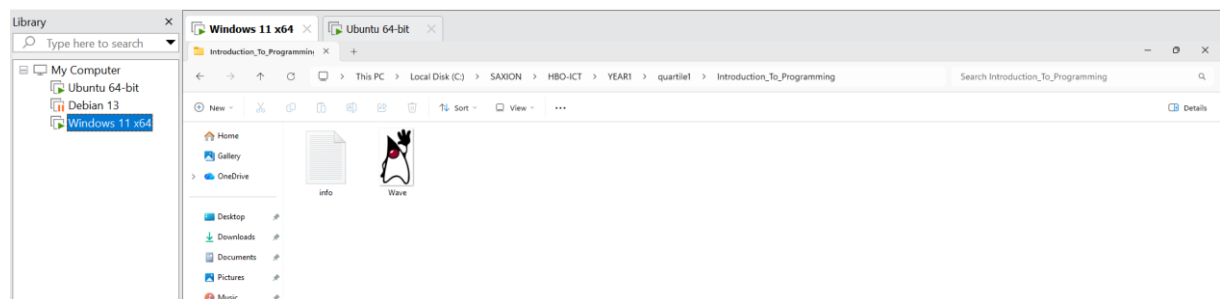 Library
Type here to search
My Computer
Ubuntu 64-bit
Debian 13
Windows 11 x64
Windows 11 x64
Ubuntu 64-bit
Introduction_To_Programming
This PC > Local Disk (C:) > SAXION > HBO-ICT > YEAR1 > quartile1 > Introduction_To_Programming
Search Introduction_To_Programming
New
Sort
View
Details
Home
Gallery
OneDrive
Desktop
Downloads
Documents
Pictures
Music
info
Wave